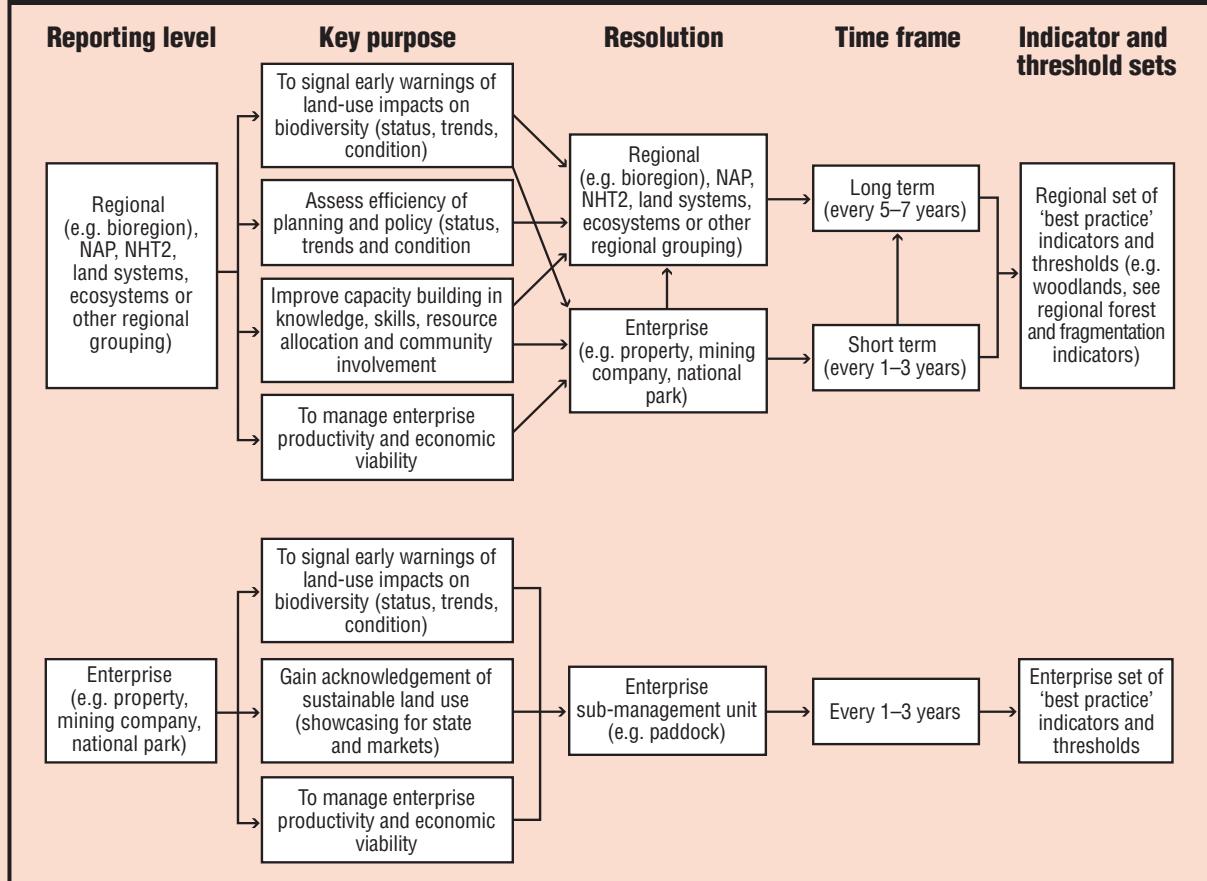 Reporting level
Key purpose
Resolution
Time frame
Indicator and
threshold sets
Regional
(e.g. bioregion),
NAP, NHT2,
land systems,
ecosystems or
other regional
grouping)
To signal early warnings of
land-use impacts on
biodiversity (status, trends,
condition)
Assess efficiency of
planning and policy (status,
trends and condition
Improve capacity building in
knowledge, skills, resource
allocation and community
involvement
To manage enterprise
productivity and economic
viability
Regional
(e.g. bioregion), NAP,
NHT2, land systems,
ecosystems or other
regional grouping)
Enterprise
(e.g. property, mining
company, national
park)
Long term
(every 5–7 years)
Short term
(every 1–3 years)
Regional set of
‘best practice’
indicators and
thresholds (e.g.
woodlands, see
regional forest
and fragmentation
indicators)
Enterprise
(e.g. property,
mining company,
national park)
To signal early warnings of
land-use impacts on
biodiversity (status, trends,
condition)
Gain acknowledgement of
sustainable land use
(showcasing for state
and markets)
To manage enterprise
productivity and economic
viability
Enterprise
sub-management unit
(e.g. paddock)
Every 1–3 years
Enterprise set of
‘best practice’
indicators and
thresholds